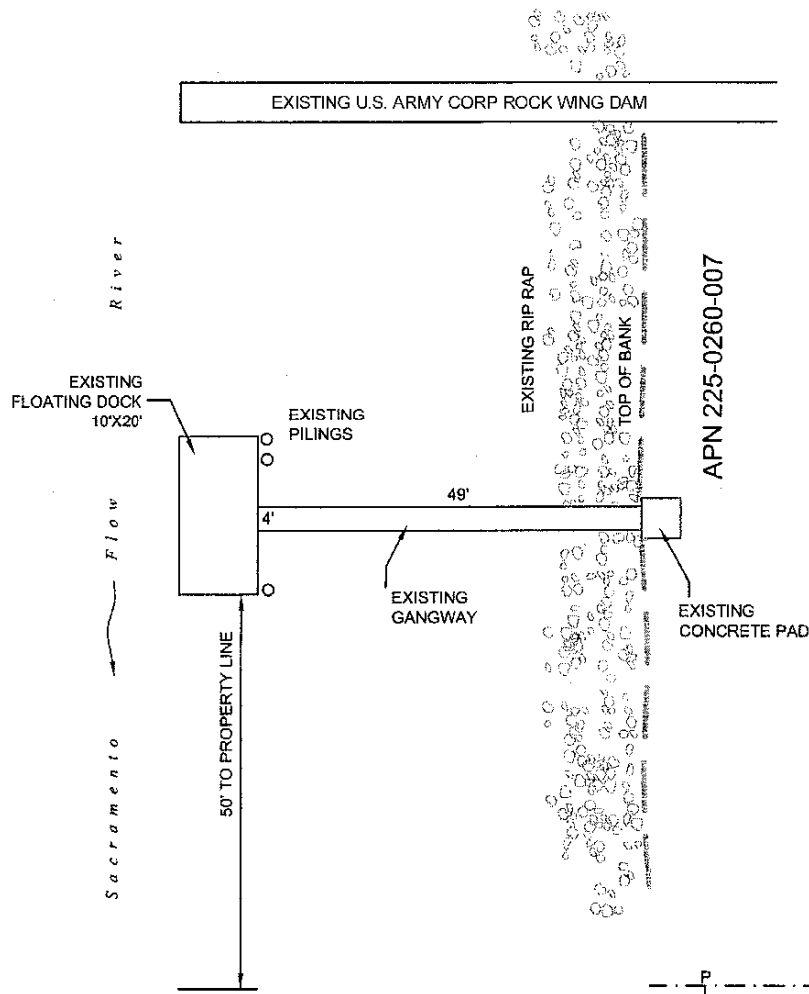 EXISTING U.S. ARMY CORP ROCK WING DAM
Sacramento Flow River
EXISTING
FLOATING DOCK
10'X20'
EXISTING
PILINGS
EXISTING RIP RAP
TOP OF BANK
APN 225-0260-007
49'
4'
EXISTING
GANGWAY
EXISTING
CONCRETE PAD
50' TO PROPERTY LINE
P